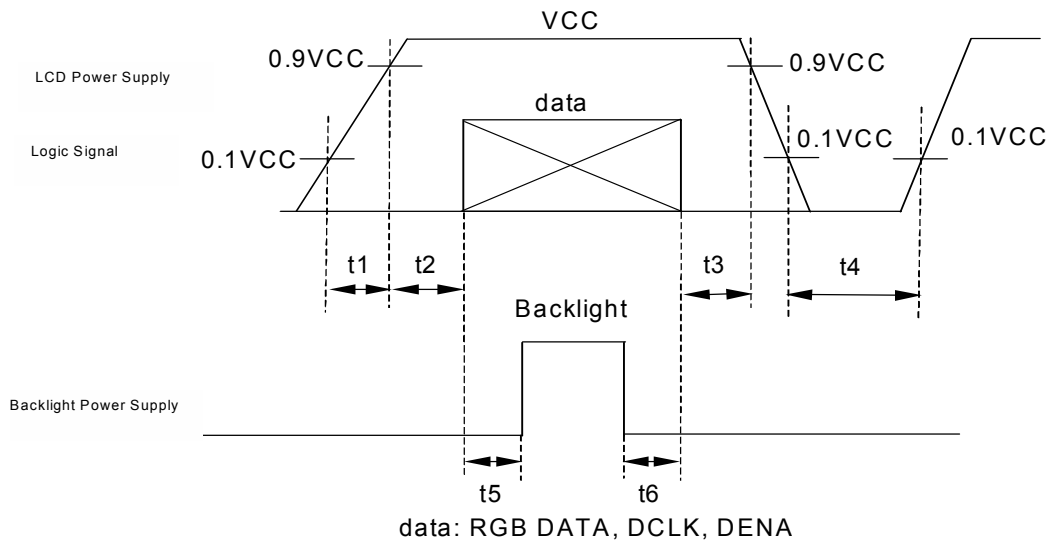 VCC
0.9VCC
0.9VCC
LCD Power Supply
data
Logic Signal
0.1VCC
0.1VCC
0.1VCC
t1
t2
t3
t4
Backlight
Backlight Power Supply
t5
t6
data: RGB DATA, DCLK, DENA